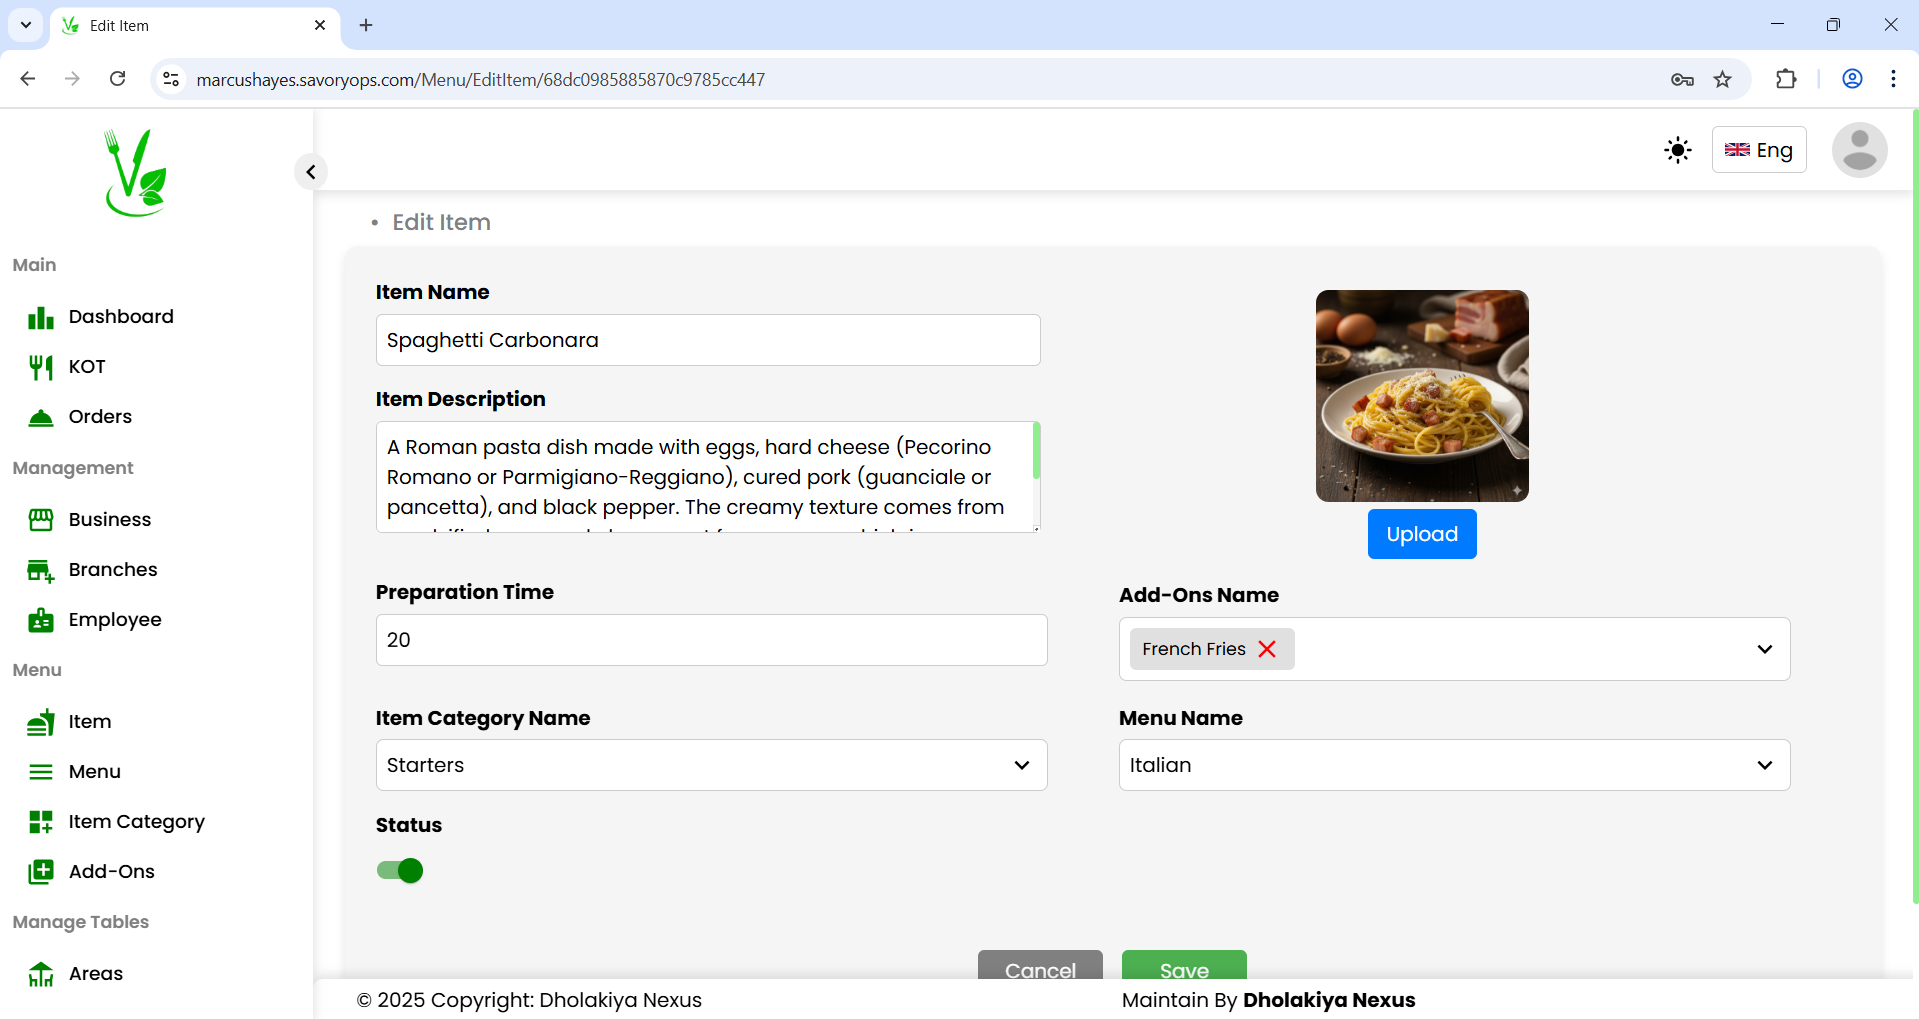 Edit Item
marcushayes.savoryops.com/Menu/EditItem/68dc0985885870c9785cc447
Eng
Main
Dashboard
KOT
Orders
Management
Business
Branches
Employee
Menu
Item
Menu
Item Category
Add-Ons
Manage Tables
Areas
• Edit Item
Item Name
Spaghetti Carbonara
Item Description
A Roman pasta dish made with eggs, hard cheese (Pecorino
Romano or Parmigiano-Reggiano), cured pork (guanciale or
pancetta), and black pepper. The creamy texture comes from
Upload
Preparation Time
20
Add-Ons Name
French Fries
Item Category Name
Starters
Menu Name
Italian
Status
Cancel
Save
© 2025 Copyright: Dholakiya Nexus
Maintain By Dholakiya Nexus